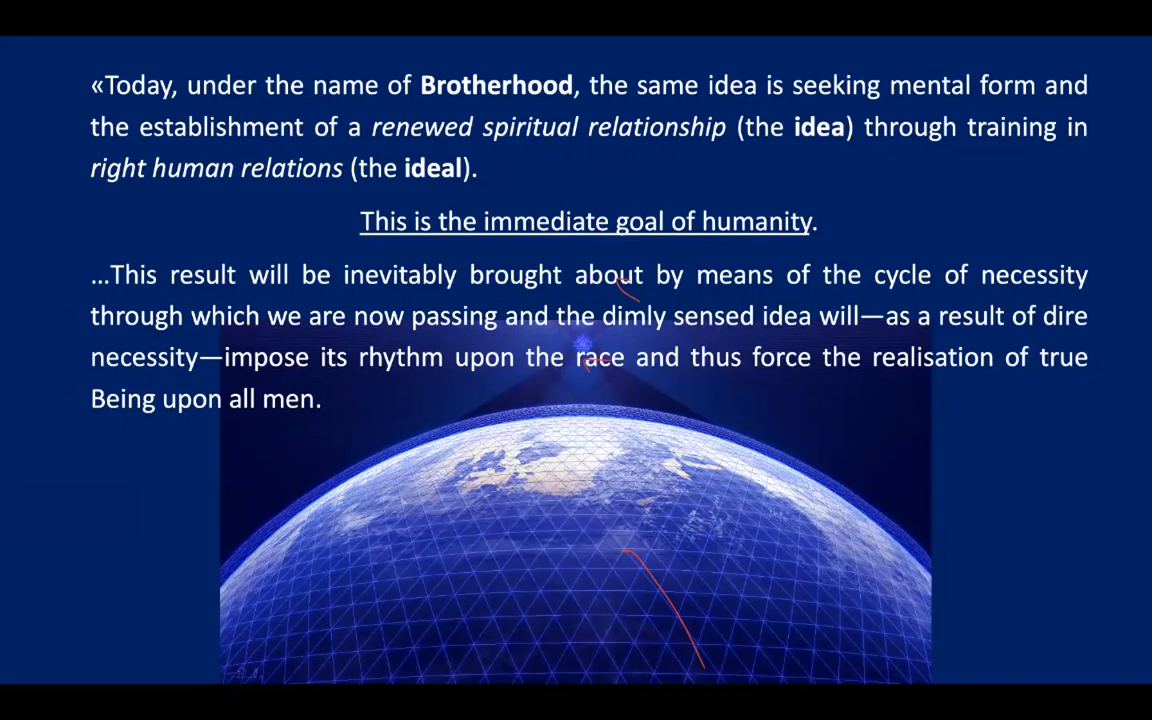 «Today, under the name of Brotherhood, the same idea is seeking mental form and
the establishment of a renewed spiritual relationship (the idea) through training in
right human relations (the ideal).
This is the immediate goal of humanity.
...This result will be inevitably brought about by means of the cycle of necessity
through which we are now passing and the dimly sensed idea will—as a result of dire
necessity—impose its rhythm upon the race and thus force the realisation of true
Being upon all men.